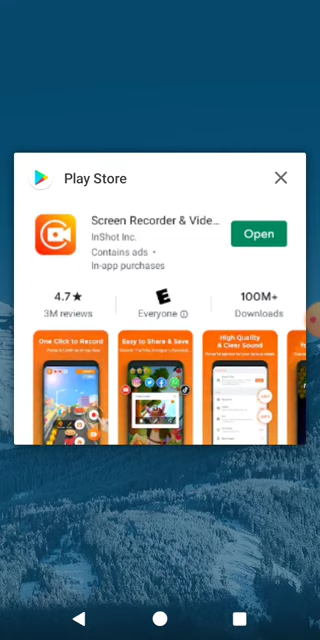 Play Store
Screen Recorder & Vide...
InShot Inc.
Contains ads •
In-app purchases
Open
4.7★
3M reviews
E
Everyone
100M+
Downloads
One Click to Record
Easy to Share & Save
High Quality
& Clear Sound